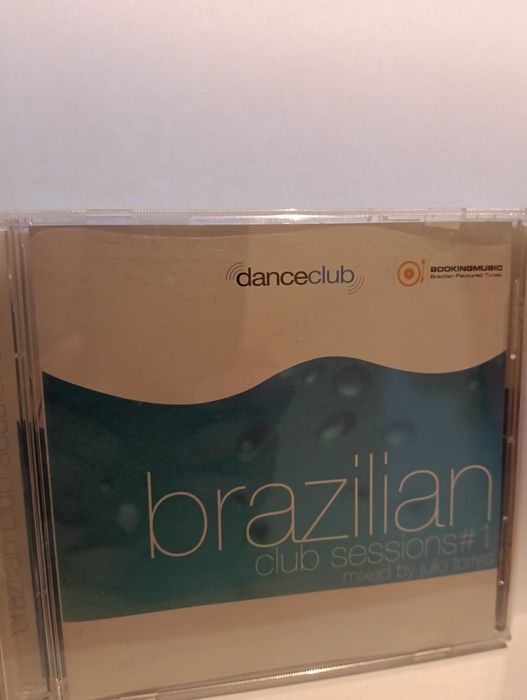 danceclub
BOOKINGMUSIC
Brazilian Flavoured Tunes
brazilian
club sessions#1
mixed by julio torres
brazilian club sessions